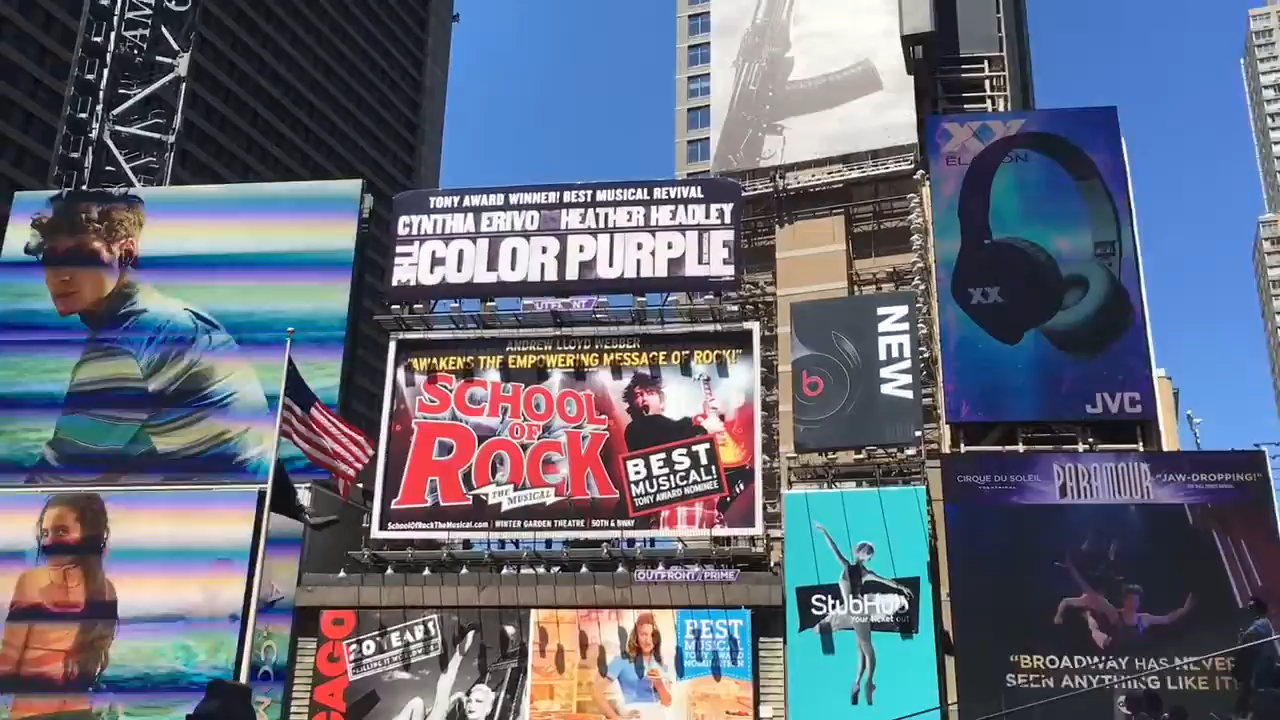 TONY AWARD WINNER! BEST MUSICAL REVIVAL
CYNTHIA ERIVO HEATHER HEADLEY
THE COLOR PURPLE
OUTFRONT
ANDREW LLOYD WEBBER
"AWAKENS THE EMPOWERING MESSAGE OF ROCK!"
SCHOOL
OF
ROCK
THE MUSICAL
BEST
MUSICAL!
TONY AWARD NOMINEE
SchoolOfRockTheMusical.com | WINTER GARDEN THEATRE | 50TH & BWAY
OUTFRONT/PRIME
20 YEARS
BEST
MUSICAL
TONY AWARD
NOMINATION
NEW
b
StubHub
Your ticket out
XX
XX
JVC
CIRQUE DU SOLEIL
PARAMOUR
"JAW-DROPPING!"
"BROADWAY HAS NEVER
SEEN ANYTHING LIKE IT!